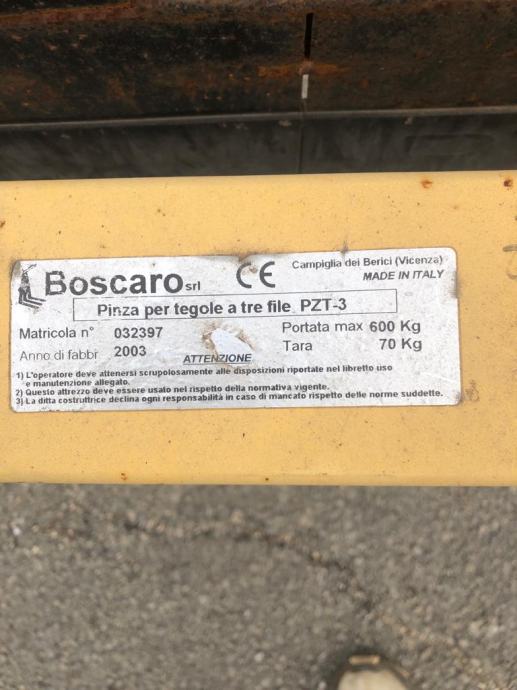 Boscaro srl CE Campiglia dei Berici (Vicenza)
MADE IN ITALY
Pinza per tegole a tre file PZT-3
Matricola n° 032397 Portata max 600 Kg
Anno di fabbr 2003 Tara 70 Kg
ATTENZIONE
1) L'operatore deve attenersi scrupolosamente alle disposizioni riportate nel libretto uso
e manutenzione allegato.
2) Questo attrezzo deve essere usato nel rispetto della normativa vigente.
3) La ditta costruttrice declina ogni responsabilità in caso di mancato rispetto delle norme suddette.